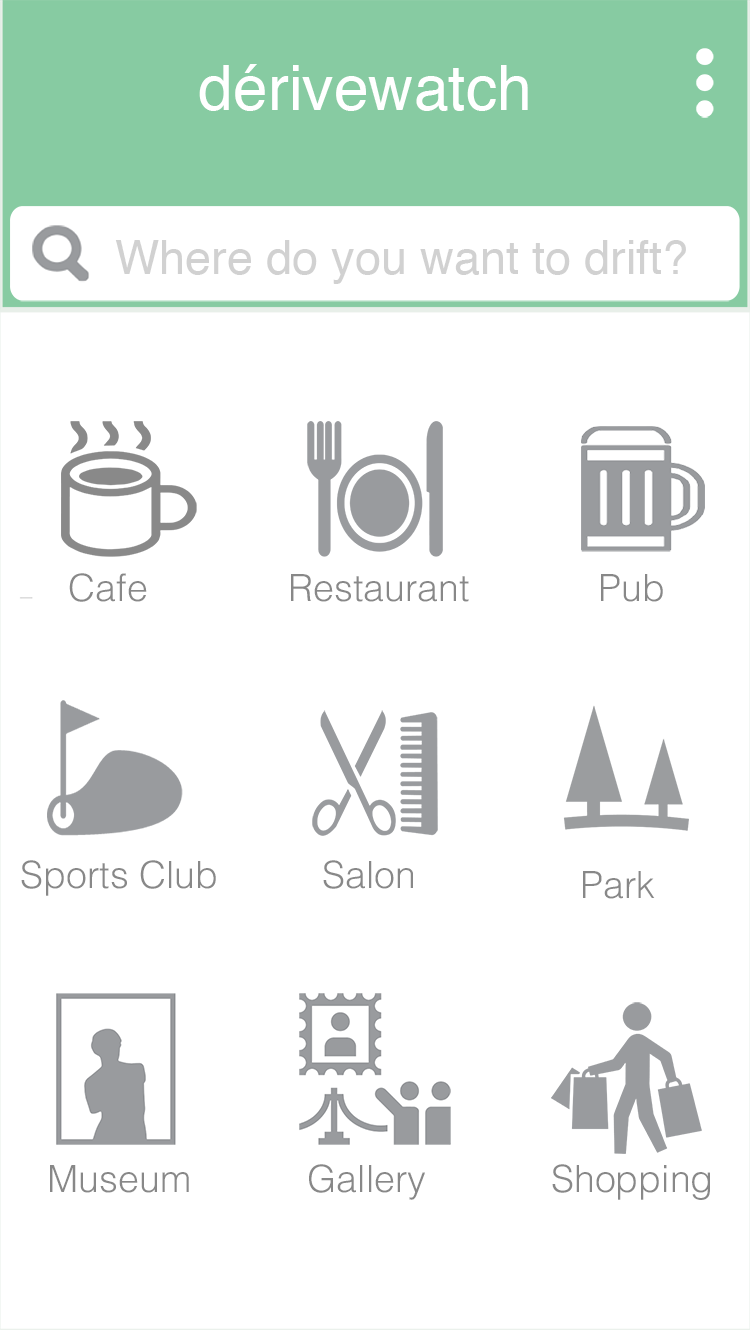 dérivewatch
Where do you want to drift?
Cafe
Restaurant
Pub
Sports Club
Salon
Park
Museum
Gallery
Shopping